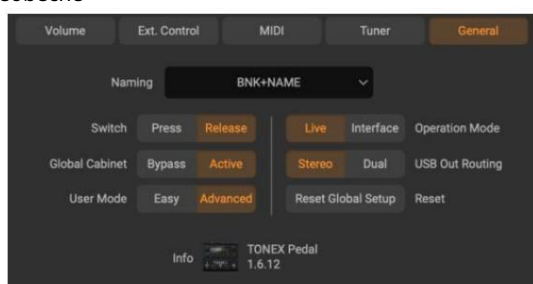 Volume Ext. Control MIDI Tuner General
Naming BNK+NAME
Switch Press Release Live Interface Operation Mode
Global Cabinet Bypass Active Stereo Dual USB Out Routing
User Mode Easy Advanced Reset Global Setup Reset
Info TONEX Pedal
1.6.12